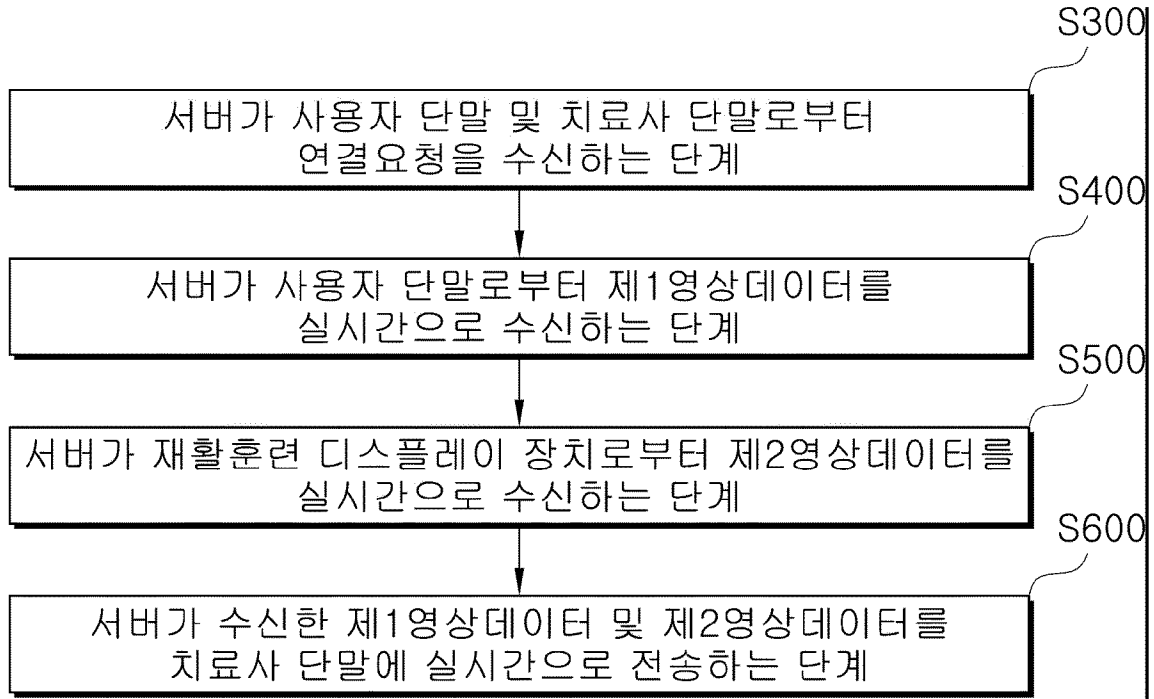 S300
서버가 사용자 단말 및 치료사 단말로부터
연결요청을 수신하는 단계
S400
서버가 사용자 단말로부터 제1영상데이터를
실시간으로 수신하는 단계
S500
서버가 재활훈련 디스플레이 장치로부터 제2영상데이터를
실시간으로 수신하는 단계
S600
서버가 수신한 제1영상데이터 및 제2영상데이터를
치료사 단말에 실시간으로 전송하는 단계